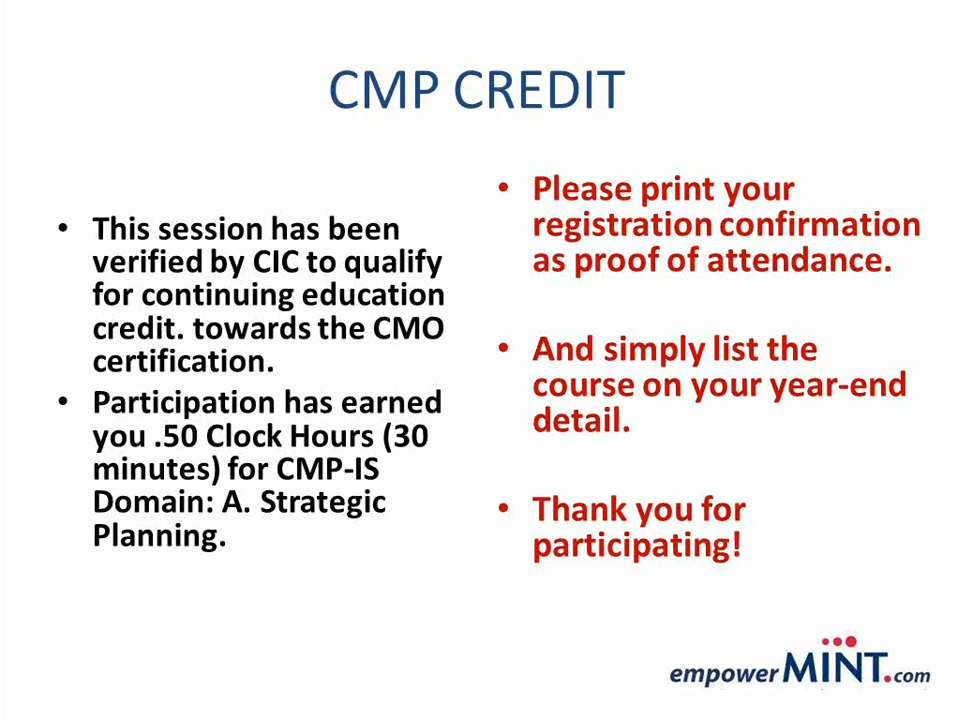 CMP CREDIT
• This session has been
verified by CIC to qualify
for continuing education
credit. towards the CMO
certification.
• Participation has earned
you .50 Clock Hours (30
minutes) for CMP-IS
Domain: A. Strategic
Planning.
• Please print your
registration confirmation
as proof of attendance.
• And simply list the
course on your year-end
detail.
• Thank you for
participating!
empowerMINT.com